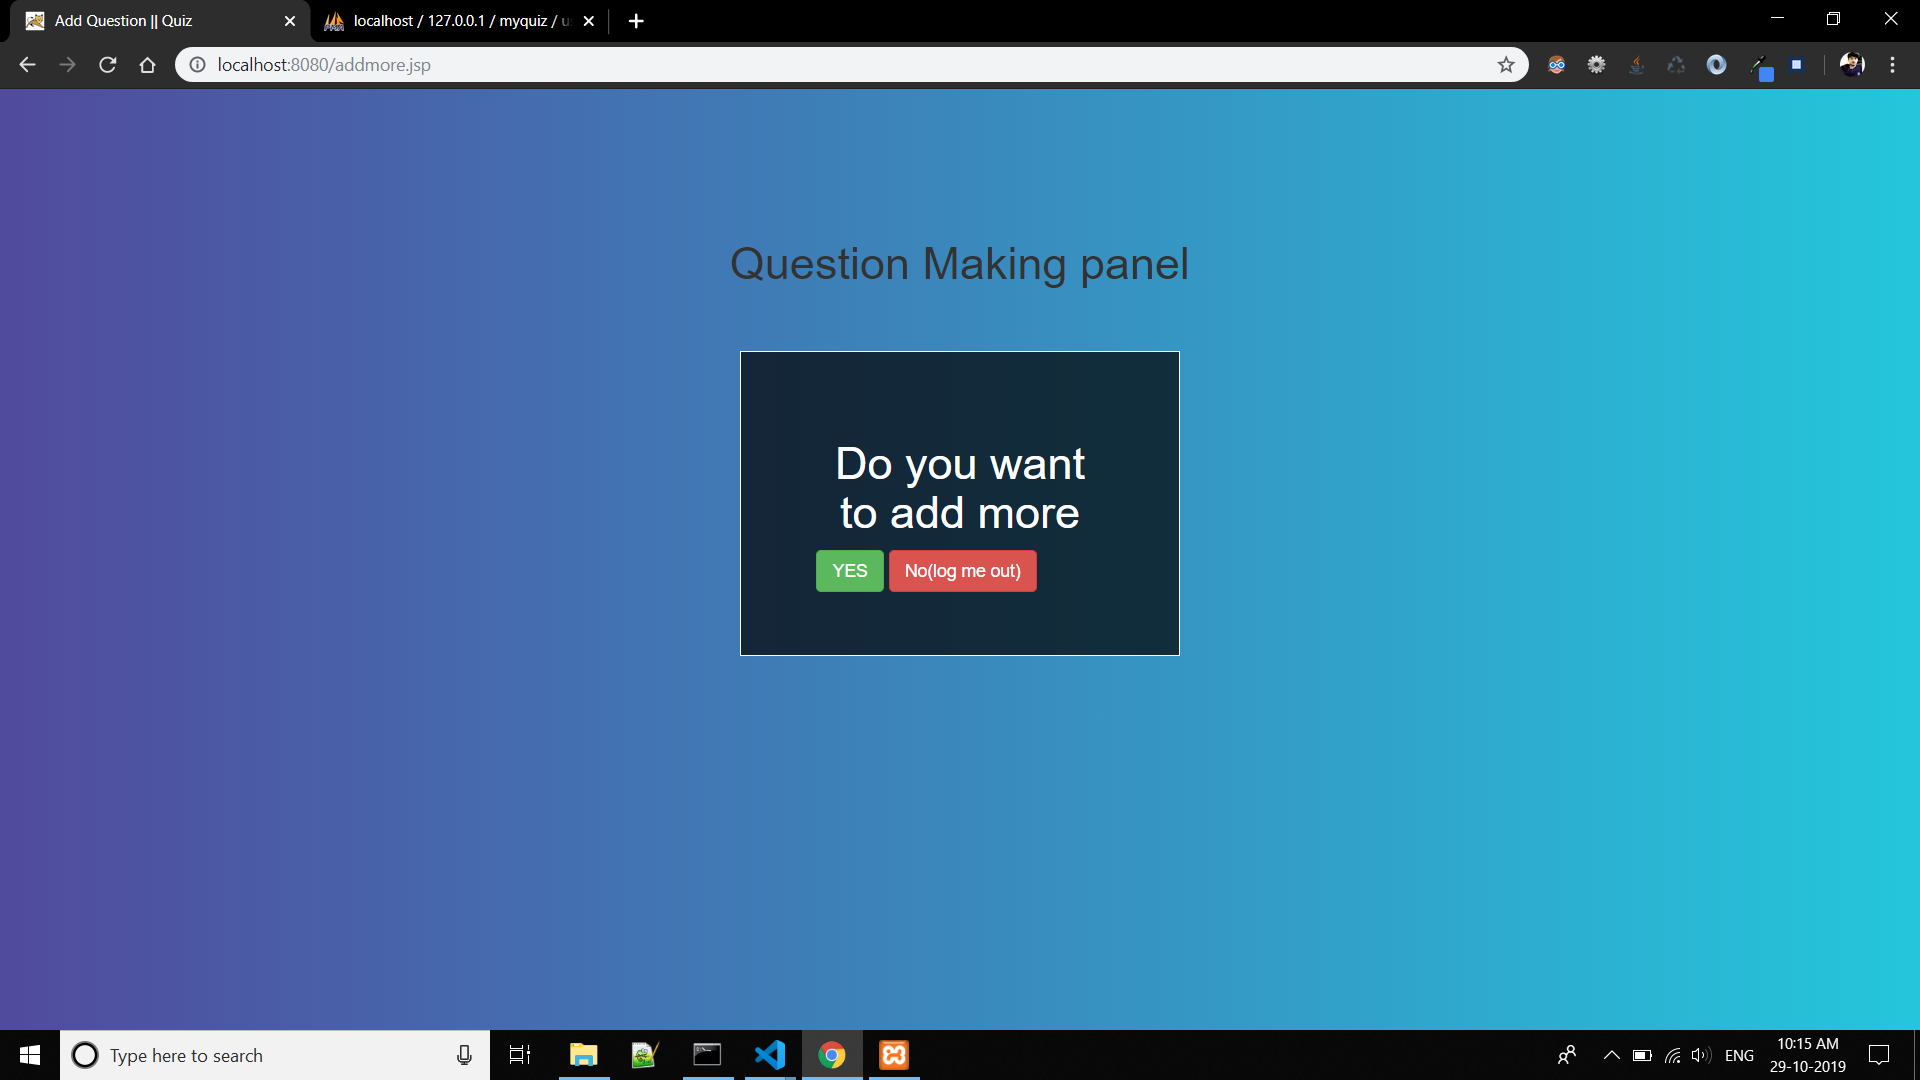 Add Question || Quiz
localhost / 127.0.0.1 / myquiz /
localhost:8080/addmore.jsp
Question Making panel
Do you want
to add more
YES No(log me out)
Type here to search
ENG
10:15 AM
29-10-2019